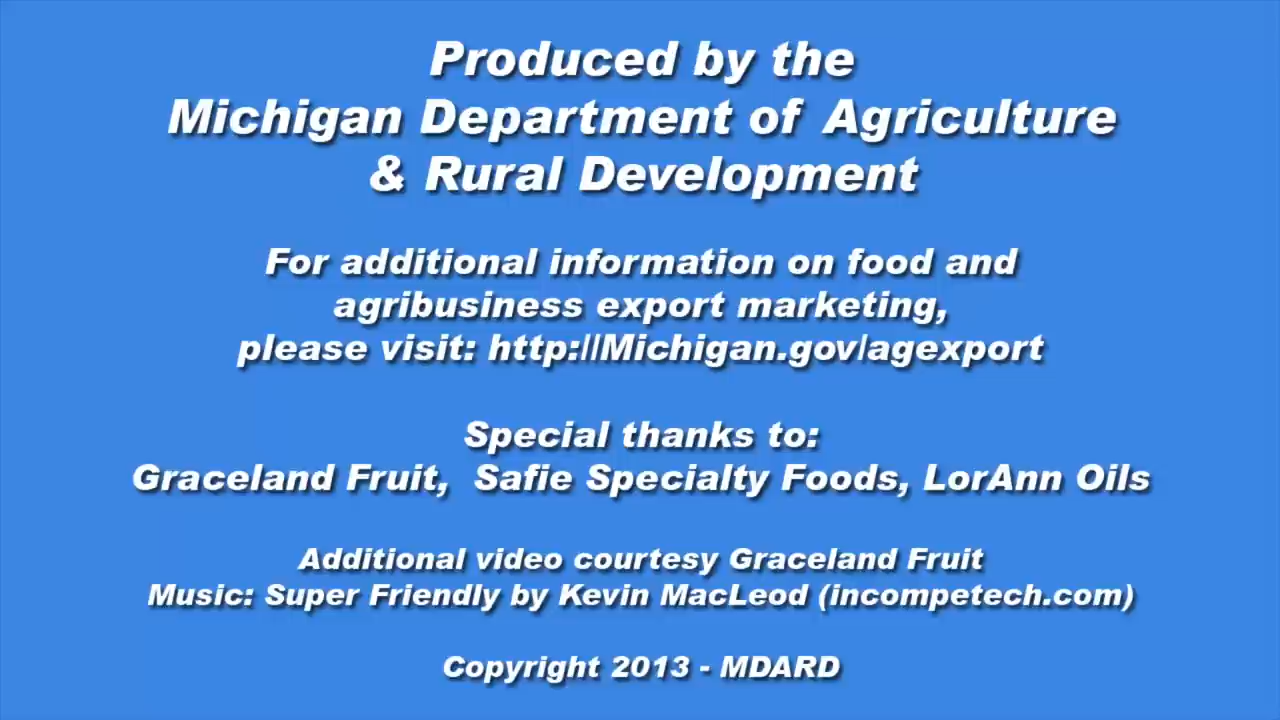 Produced by the
Michigan Department of Agriculture
& Rural Development
For additional information on food and
agribusiness export marketing,
please visit: http://Michigan.gov/agexport
Special thanks to:
Graceland Fruit, Safie Specialty Foods, LorAnn Oils
Additional video courtesy Graceland Fruit
Music: Super Friendly by Kevin MacLeod (incompetech.com)
Copyright 2013 - MDARD